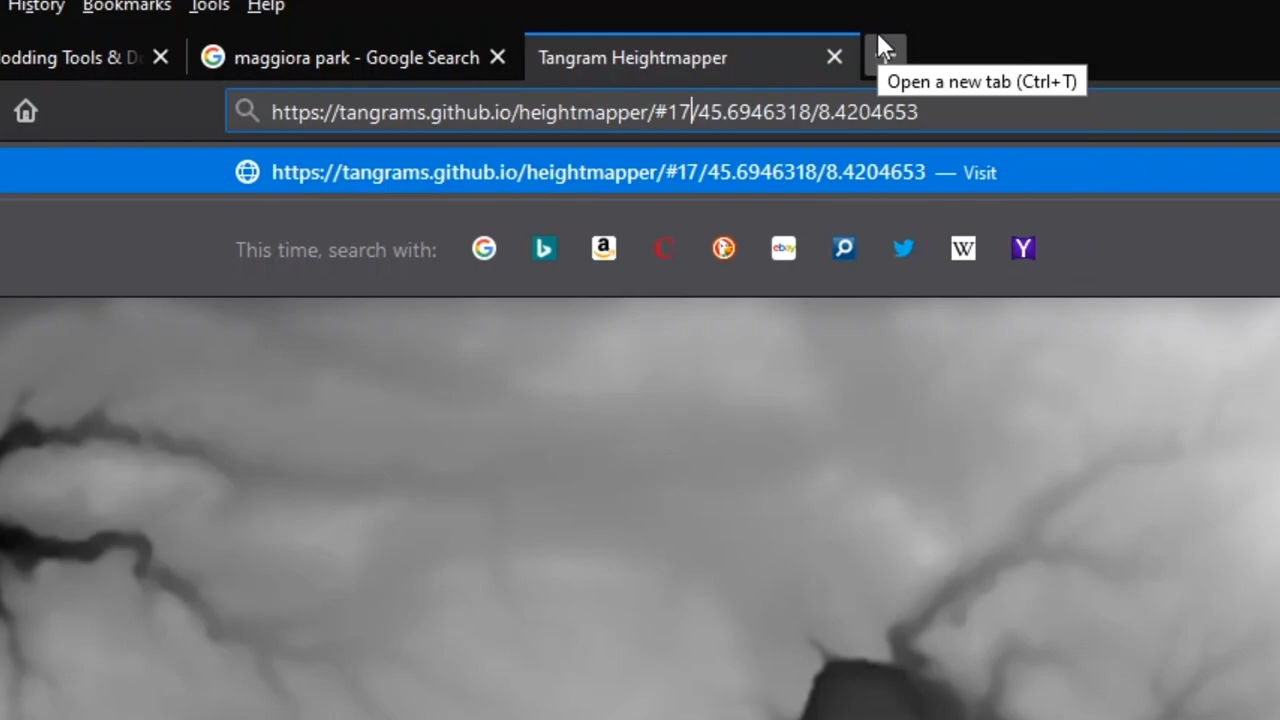 History Bookmarks Tools Help
odding Tools & D maggiora park - Google Search Tangram Heightmapper
Open a new tab (Ctrl+T)
https://tangrams.github.io/heightmapper/#17/45.6946318/8.4204653
https://tangrams.github.io/heightmapper/#17/45.6946318/8.4204653 — Visit
This time, search with: